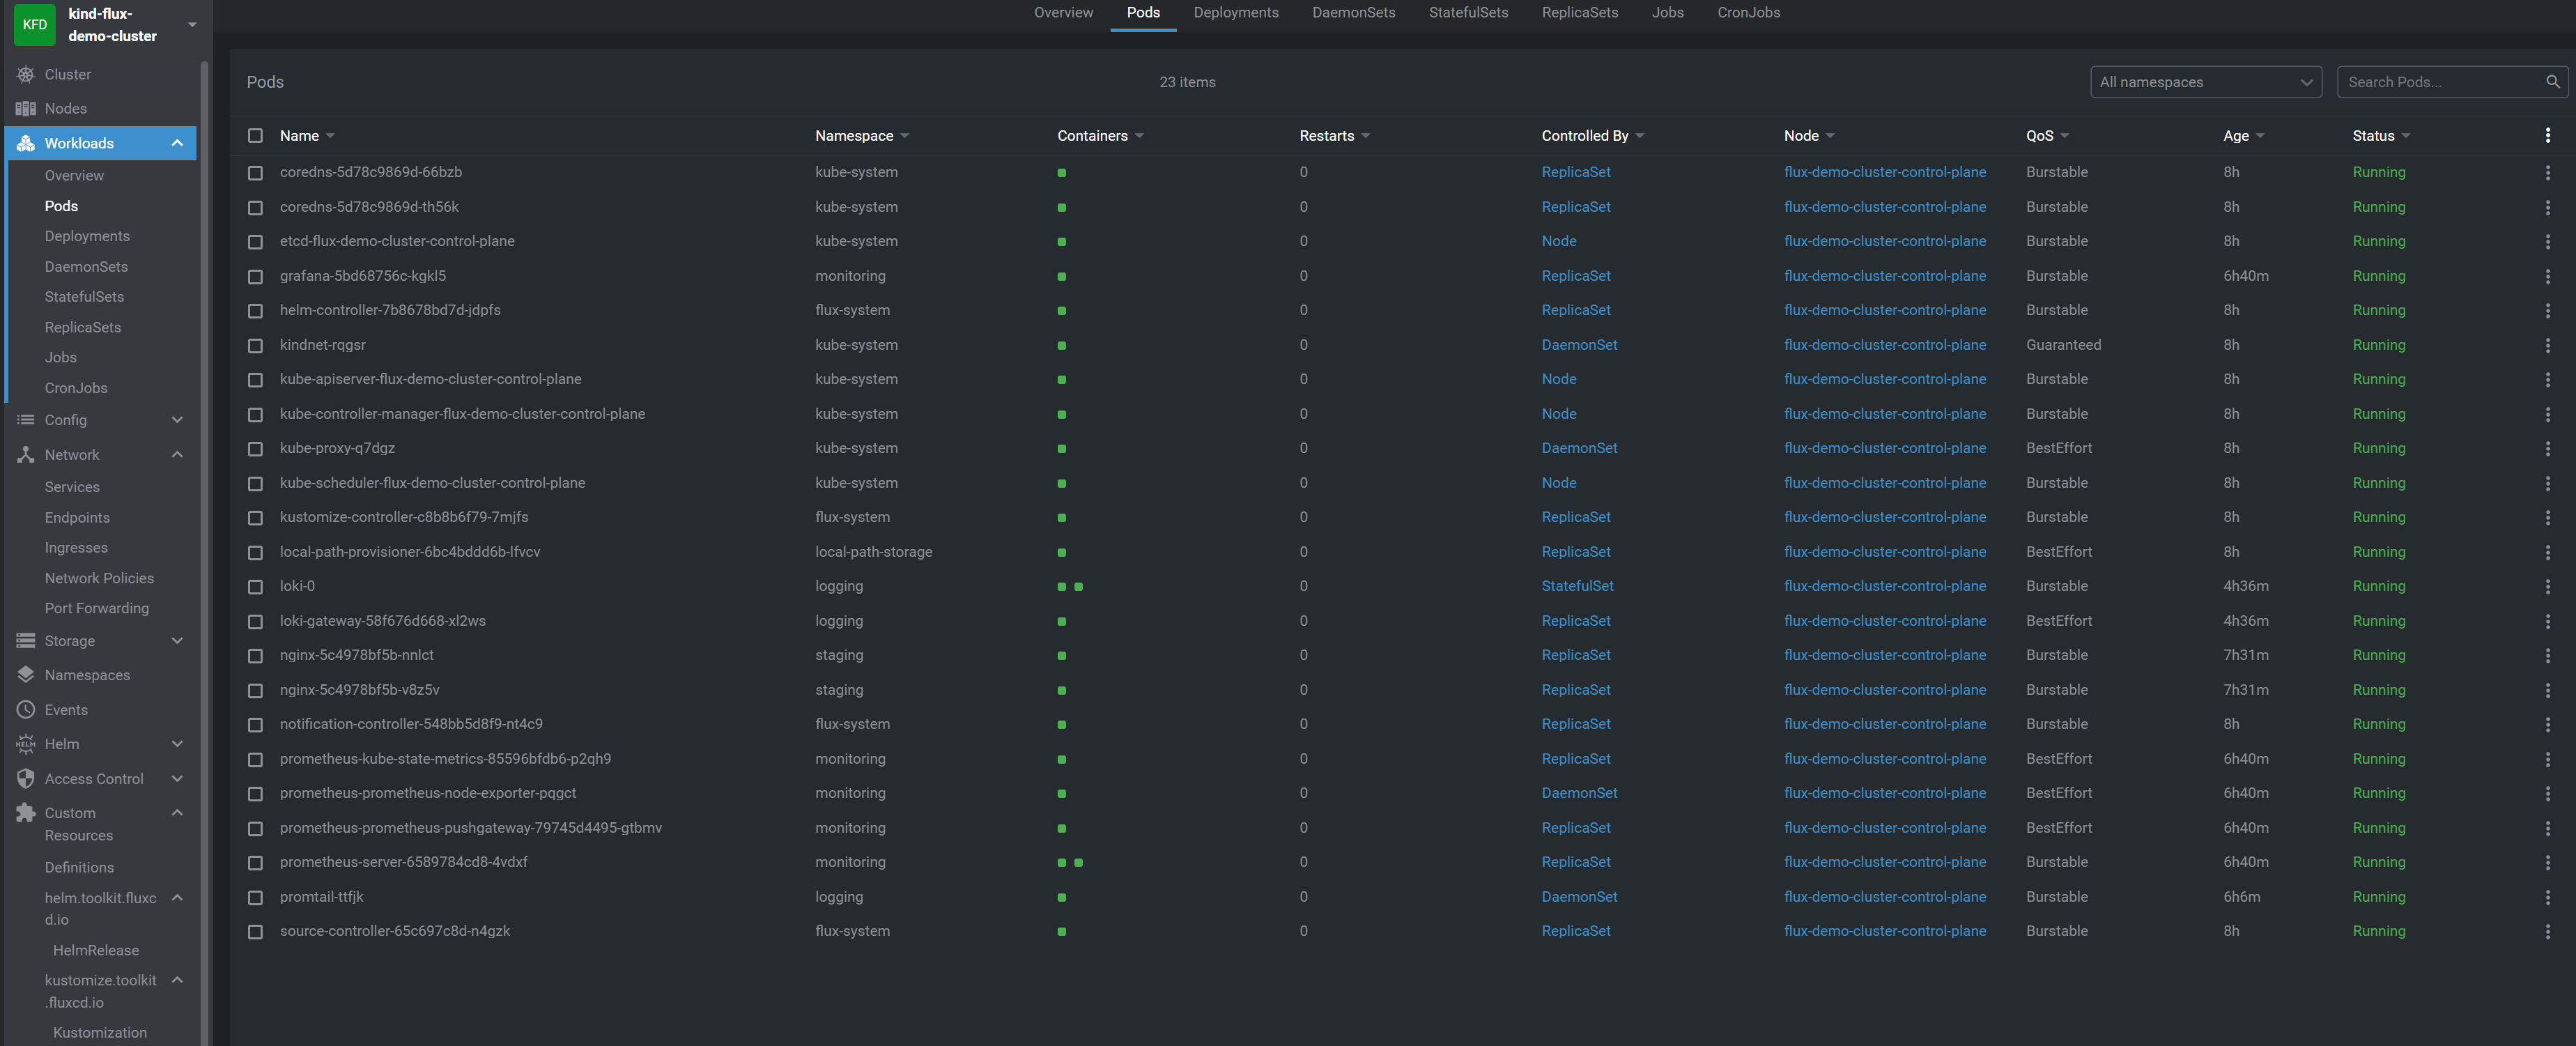 KFD
kind-flux-
demo-cluster
Cluster
Nodes
Workloads
Overview
Pods
Deployments
DaemonSets
StatefulSets
ReplicaSets
Jobs
CronJobs
Config
Network
Services
Endpoints
Ingresses
Network Policies
Port Forwarding
Storage
Namespaces
Events
HELM Helm
Access Control
Custom
Resources
Definitions
helm.toolkit.fluxc
d.io
HelmRelease
kustomize.toolkit
.fluxcd.io
Kustomization
Overview Pods Deployments DaemonSets StatefulSets ReplicaSets Jobs CronJobs
Pods 23 items All namespaces Search Pods...
Name Namespace Containers Restarts Controlled By Node QoS Age Status
coredns-5d78c9869d-66bzb kube-system 0 ReplicaSet flux-demo-cluster-control-plane Burstable 8h Running
coredns-5d78c9869d-th56k kube-system 0 ReplicaSet flux-demo-cluster-control-plane Burstable 8h Running
etcd-flux-demo-cluster-control-plane kube-system 0 Node flux-demo-cluster-control-plane Burstable 8h Running
grafana-5bd68756c-kgkl5 monitoring 0 ReplicaSet flux-demo-cluster-control-plane Burstable 6h40m Running
helm-controller-7b8678bd7d-jdpfs flux-system 0 ReplicaSet flux-demo-cluster-control-plane Burstable 8h Running
kindnet-rqgsr kube-system 0 DaemonSet flux-demo-cluster-control-plane Guaranteed 8h Running
kube-apiserver-flux-demo-cluster-control-plane kube-system 0 Node flux-demo-cluster-control-plane Burstable 8h Running
kube-controller-manager-flux-demo-cluster-control-plane kube-system 0 Node flux-demo-cluster-control-plane Burstable 8h Running
kube-proxy-q7dgz kube-system 0 DaemonSet flux-demo-cluster-control-plane BestEffort 8h Running
kube-scheduler-flux-demo-cluster-control-plane kube-system 0 Node flux-demo-cluster-control-plane Burstable 8h Running
kustomize-controller-c8b8b6f79-7mjfs flux-system 0 ReplicaSet flux-demo-cluster-control-plane Burstable 8h Running
local-path-provisioner-6bc4bddd6b-lfvcv local-path-storage 0 ReplicaSet flux-demo-cluster-control-plane BestEffort 8h Running
loki-0 logging 0 StatefulSet flux-demo-cluster-control-plane Burstable 4h36m Running
loki-gateway-58f676d668-xl2ws logging 0 ReplicaSet flux-demo-cluster-control-plane BestEffort 4h36m Running
nginx-5c4978bf5b-nnlct staging 0 ReplicaSet flux-demo-cluster-control-plane Burstable 7h31m Running
nginx-5c4978bf5b-v8z5v staging 0 ReplicaSet flux-demo-cluster-control-plane Burstable 7h31m Running
notification-controller-548bb5d8f9-nt4c9 flux-system 0 ReplicaSet flux-demo-cluster-control-plane Burstable 8h Running
prometheus-kube-state-metrics-85596bfdb6-p2qh9 monitoring 0 ReplicaSet flux-demo-cluster-control-plane BestEffort 6h40m Running
prometheus-prometheus-node-exporter-pqgct monitoring 0 DaemonSet flux-demo-cluster-control-plane BestEffort 6h40m Running
prometheus-prometheus-pushgateway-79745d4495-gtbmv monitoring 0 ReplicaSet flux-demo-cluster-control-plane BestEffort 6h40m Running
prometheus-server-6589784cd8-4vdxf monitoring 0 ReplicaSet flux-demo-cluster-control-plane Burstable 6h40m Running
promtail-ttfjk logging 0 DaemonSet flux-demo-cluster-control-plane Burstable 6h6m Running
source-controller-65c697c8d-n4gzk flux-system 0 ReplicaSet flux-demo-cluster-control-plane Burstable 8h Running